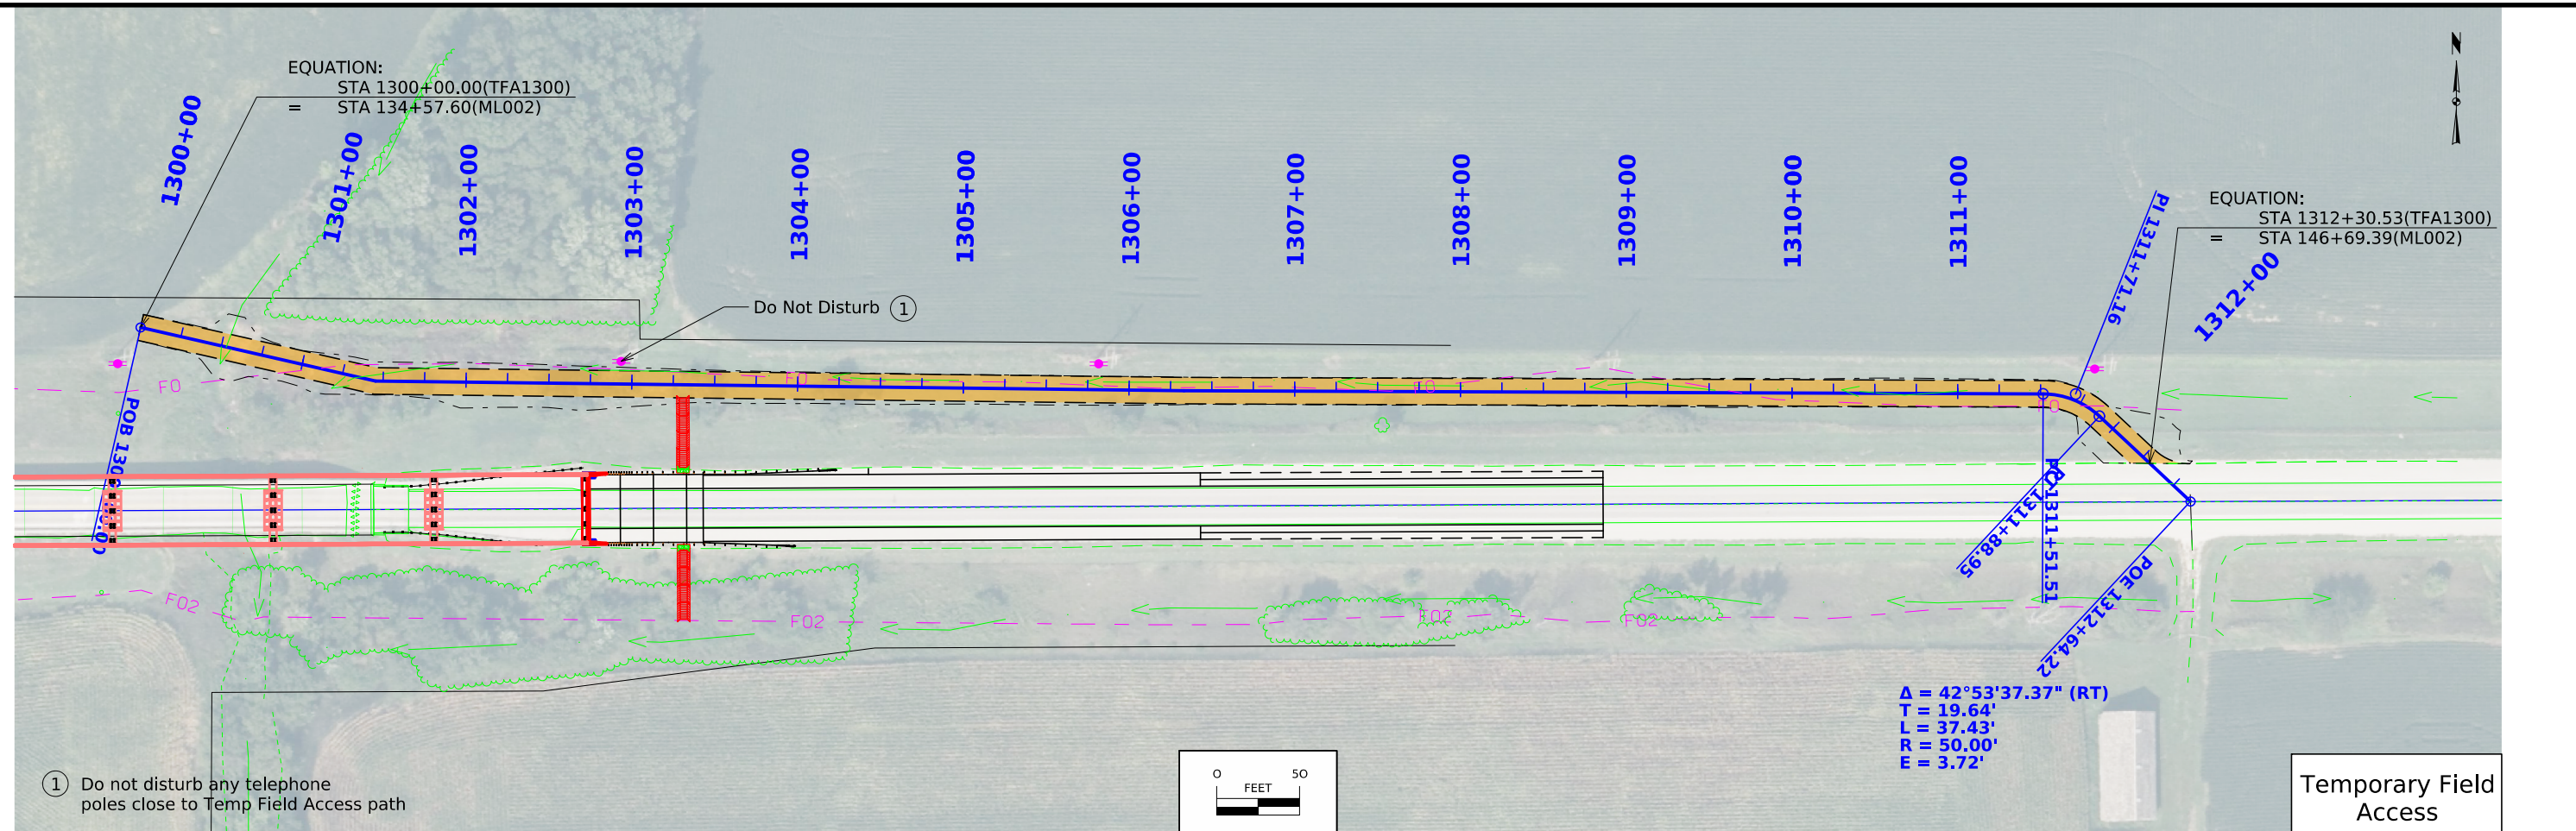 EQUATION:
STA 1300+00.00(TFA1300)
= STA 134+57.60(ML002)
1300+00
1301+00
1302+00
1303+00
1304+00
1305+00
1306+00
1307+00
1308+00
1309+00
1310+00
1311+00
1312+00
N
PI 1311+71.16
EQUATION:
STA 1312+30.53(TFA1300)
= STA 146+69.39(ML002)
Do Not Disturb 1
FO
FO
FO
FO
POB
1311+51.51
1311+88.95
POE 1312+64.22
FO2
FO2
FO2
FO2
Δ = 42°53'37.37" (RT)
T = 19.64'
L = 37.43'
R = 50.00'
E = 3.72'
1 Do not disturb any telephone
poles close to Temp Field Access path
0 50
FEET
Temporary Field
Access